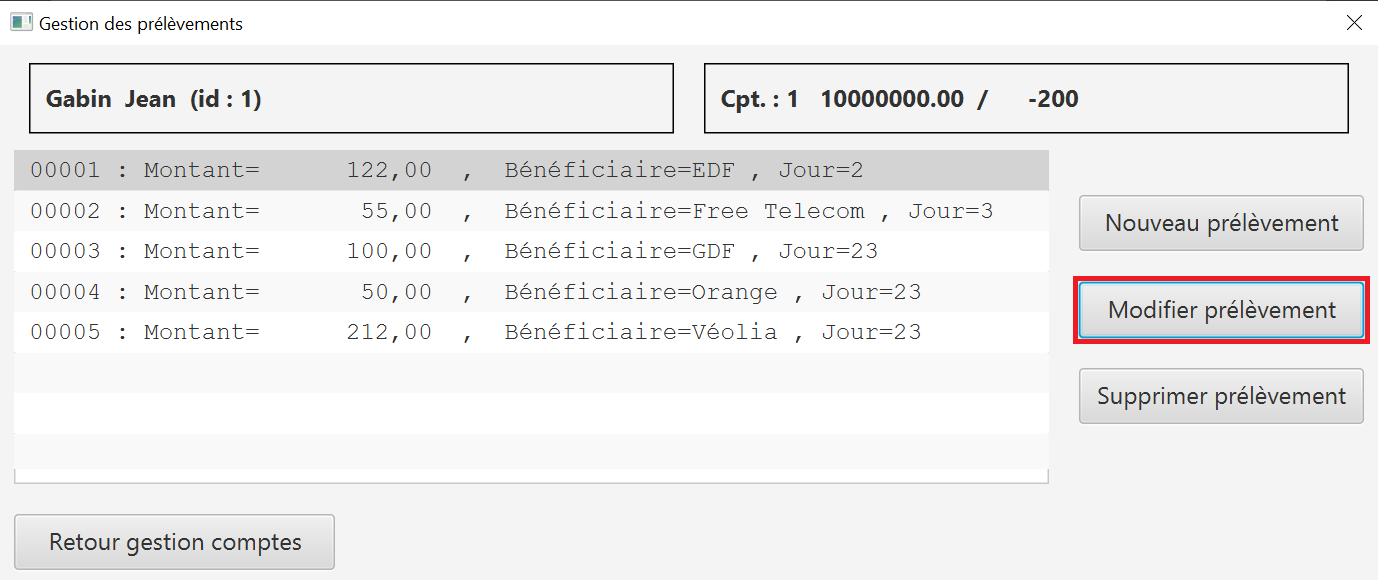 Gestion des prélèvements
Gabin Jean (id : 1)
Cpt. : 1 10000000.00 / -200
00001 : Montant= 122,00 , Bénéficiaire=EDF , Jour=2
00002 : Montant= 55,00 , Bénéficiaire=Free Telecom , Jour=3
00003 : Montant= 100,00 , Bénéficiaire=GDF , Jour=23
00004 : Montant= 50,00 , Bénéficiaire=Orange , Jour=23
00005 : Montant= 212,00 , Bénéficiaire=Véolia , Jour=23
Nouveau prélèvement
Modifier prélèvement
Supprimer prélèvement
Retour gestion comptes